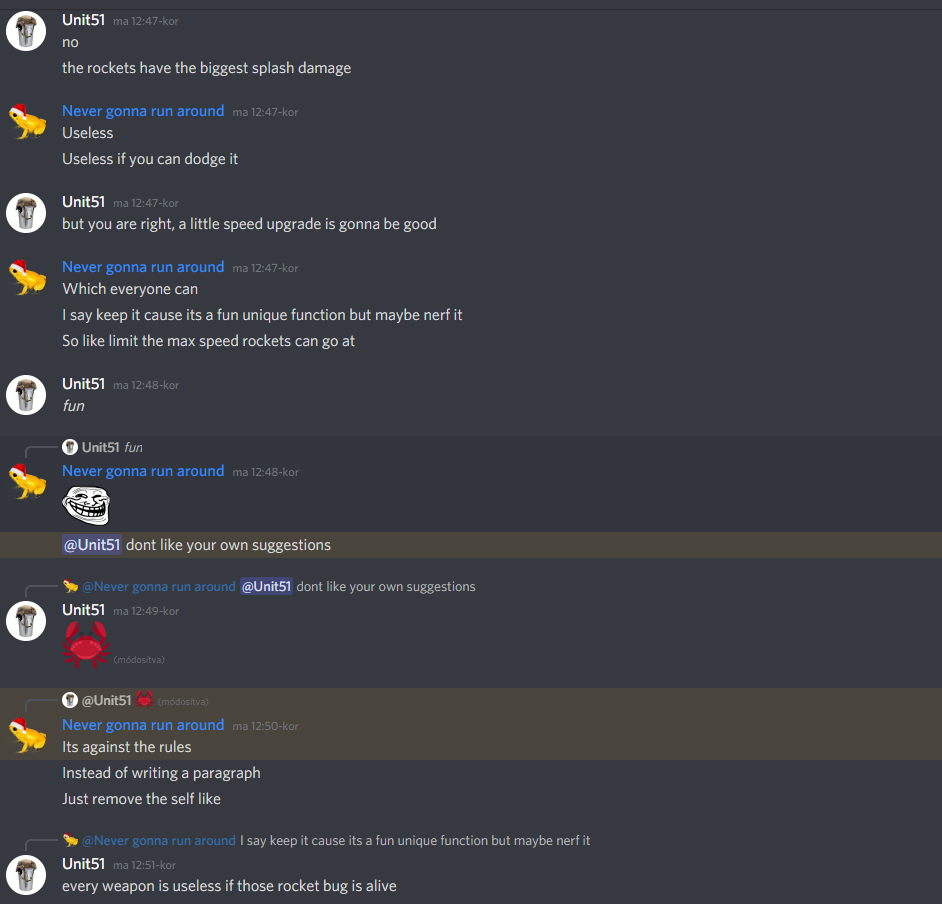 Unit51 ma 12:47-kor
no
the rockets have the biggest splash damage
Never gonna run around ma 12:47-kor
Useless
Useless if you can dodge it
Unit51 ma 12:47-kor
but you are right, a little speed upgrade is gonna be good
Never gonna run around ma 12:47-kor
Which everyone can
I say keep it cause its a fun unique function but maybe nerf it
So like limit the max speed rockets can go at
Unit51 ma 12:48-kor
fun
Unit51 fun
Never gonna run around ma 12:48-kor
@Unit51 dont like your own suggestions
@Never gonna run around @Unit51 dont like your own suggestions
Unit51 ma 12:49-kor
(módosítva)
@Unit51 (módosítva)
Never gonna run around ma 12:50-kor
Its against the rules
Instead of writing a paragraph
Just remove the self like
@Never gonna run around I say keep it cause its a fun unique function but maybe nerf it
Unit51 ma 12:51-kor
every weapon is useless if those rocket bug is alive